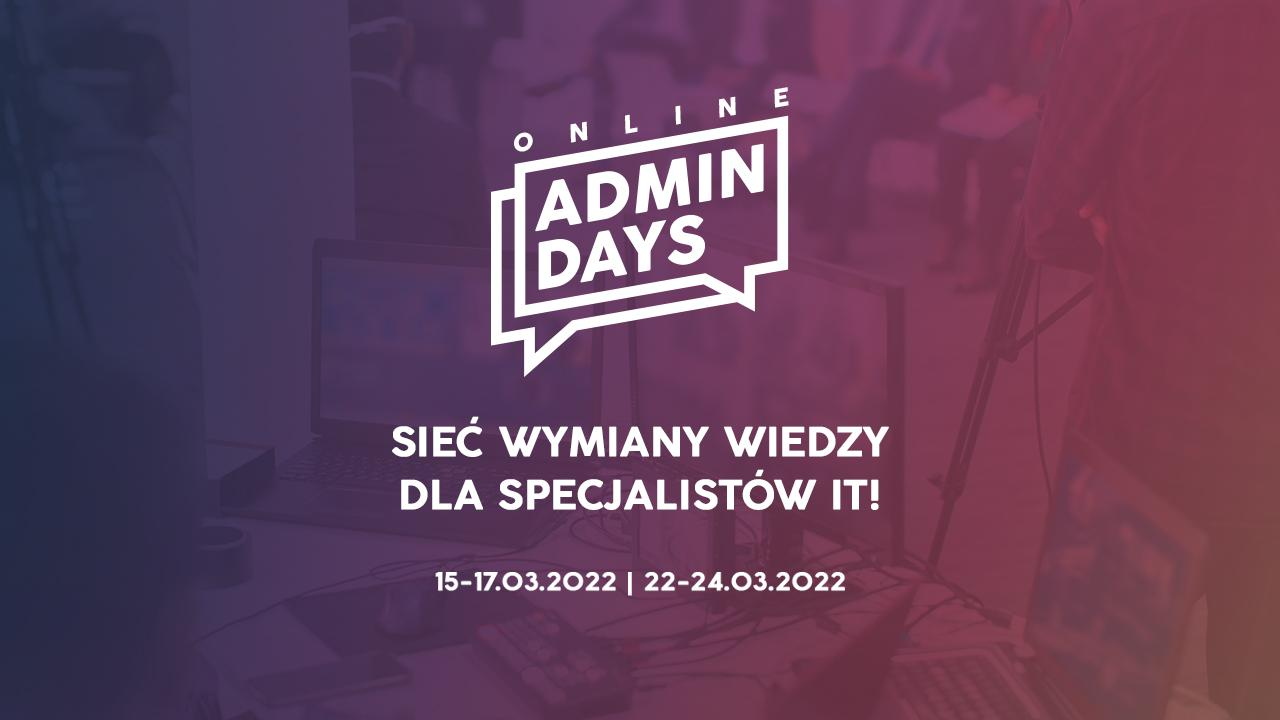 ONLINE
ADMIN
DAYS
SIEĆ WYMIANY WIEDZY
DLA SPECJALISTÓW IT!
15-17.03.2022 | 22-24.03.2022